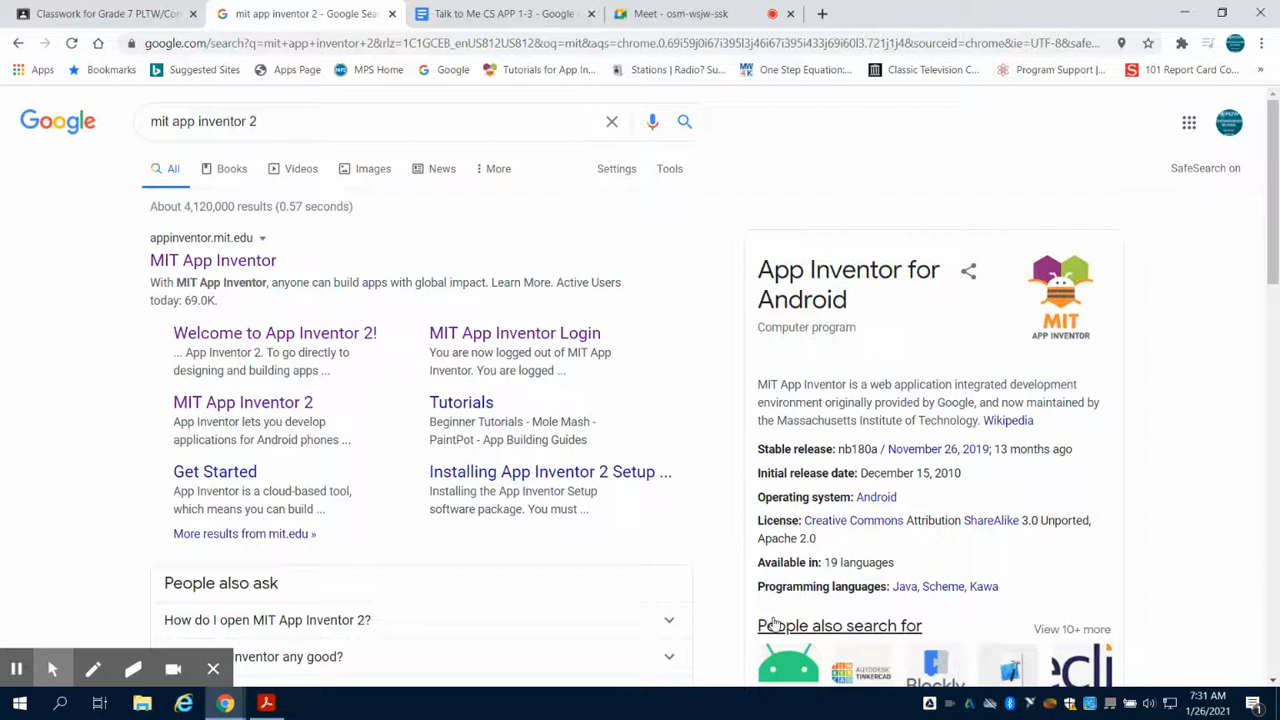 Classwork for Grade 7 PLTW/Con
mit App Inventor 2 - Google Sea
Talk to Me CS APP 1-3 - Google's
Meet - osm-wsjw-ssk
google.com/search?q=mit+app+inventor+2&rlz=1C1GCEB_enUS812US812&oq=mit&aqs=chrome.0.69i59j0i67i395l3j46i67i395i433j69i60l3.721j1j4&sourceid=chrome&ie=UTF-8&safe...
Apps
Bookmarks
Suggested Sites
Apps Page
MPS Home
Google
Tutorials for App In...
Stations | Radio? Su...
One Step Equation:...
Classic Television C...
Program Support |...
101 Report Card Co...
Google
mit app inventor 2
All
Books
Videos
Images
News
More
Settings
Tools
SafeSearch on
About 4,120,000 results (0.57 seconds)
appinventor.mit.edu
MIT App Inventor
With MIT App Inventor, anyone can build apps with global impact. Learn More. Active Users
today: 69.0K.
Welcome to App Inventor 2!
... App Inventor 2. To go directly to
designing and building apps ...
MIT App Inventor Login
You are now logged out of MIT App
Inventor. You are logged ...
MIT App Inventor 2
App Inventor lets you develop
applications for Android phones ...
Tutorials
Beginner Tutorials - Mole Mash -
PaintPot - App Building Guides
Get Started
App Inventor is a cloud-based tool,
which means you can build ...
Installing App Inventor 2 Setup ...
Installing the App Inventor Setup
software package. You must ...
More results from mit.edu »
People also ask
How do I open MIT App Inventor 2?
nventor any good?
App Inventor for
Android
Computer program
MIT
APP INVENTOR
MIT App Inventor is a web application integrated development
environment originally provided by Google, and now maintained by
the Massachusetts Institute of Technology. Wikipedia
Stable release: nb180a / November 26, 2019; 13 months ago
Initial release date: December 15, 2010
Operating system: Android
License: Creative Commons Attribution ShareAlike 3.0 Unported,
Apache 2.0
Available in: 19 languages
Programming languages: Java, Scheme, Kawa
People also search for
View 10+ more
AUTODESK
TINKERCAD
Blockly
ecli
7:31 AM
1/26/2021